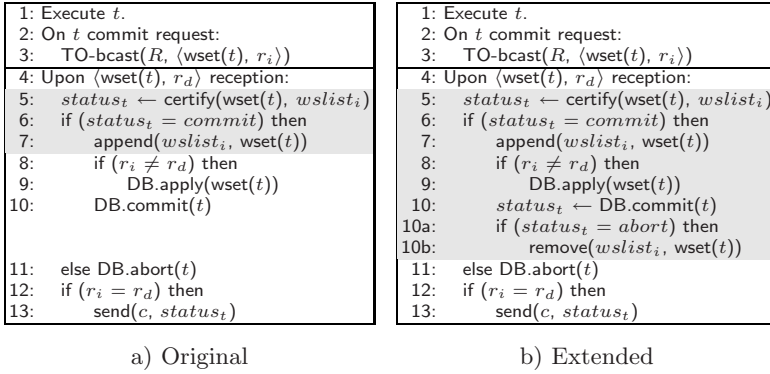 1: Execute t.
2: On t commit request:
3: TO-bcast(R, ⟨wset(t), r_i⟩)
4: Upon ⟨wset(t), r_d⟩ reception:
5: status_t ← certify(wset(t), wslist_i)
6: if (status_t = commit) then
7: append(wslist_i, wset(t))
8: if (r_i ≠ r_d) then
9: DB.apply(wset(t))
10: DB.commit(t)
11: else DB.abort(t)
12: if (r_i = r_d) then
13: send(c, status_t)
a) Original
1: Execute t.
2: On t commit request:
3: TO-bcast(R, ⟨wset(t), r_i⟩)
4: Upon ⟨wset(t), r_d⟩ reception:
5: status_t ← certify(wset(t), wslist_i)
6: if (status_t = commit) then
7: append(wslist_i, wset(t))
8: if (r_i ≠ r_d) then
9: DB.apply(wset(t))
10: status_t ← DB.commit(t)
10a: if (status_t = abort) then
10b: remove(wslist_i, wset(t))
11: else DB.abort(t)
12: if (r_i = r_d) then
13: send(c, status_t)
b) Extended